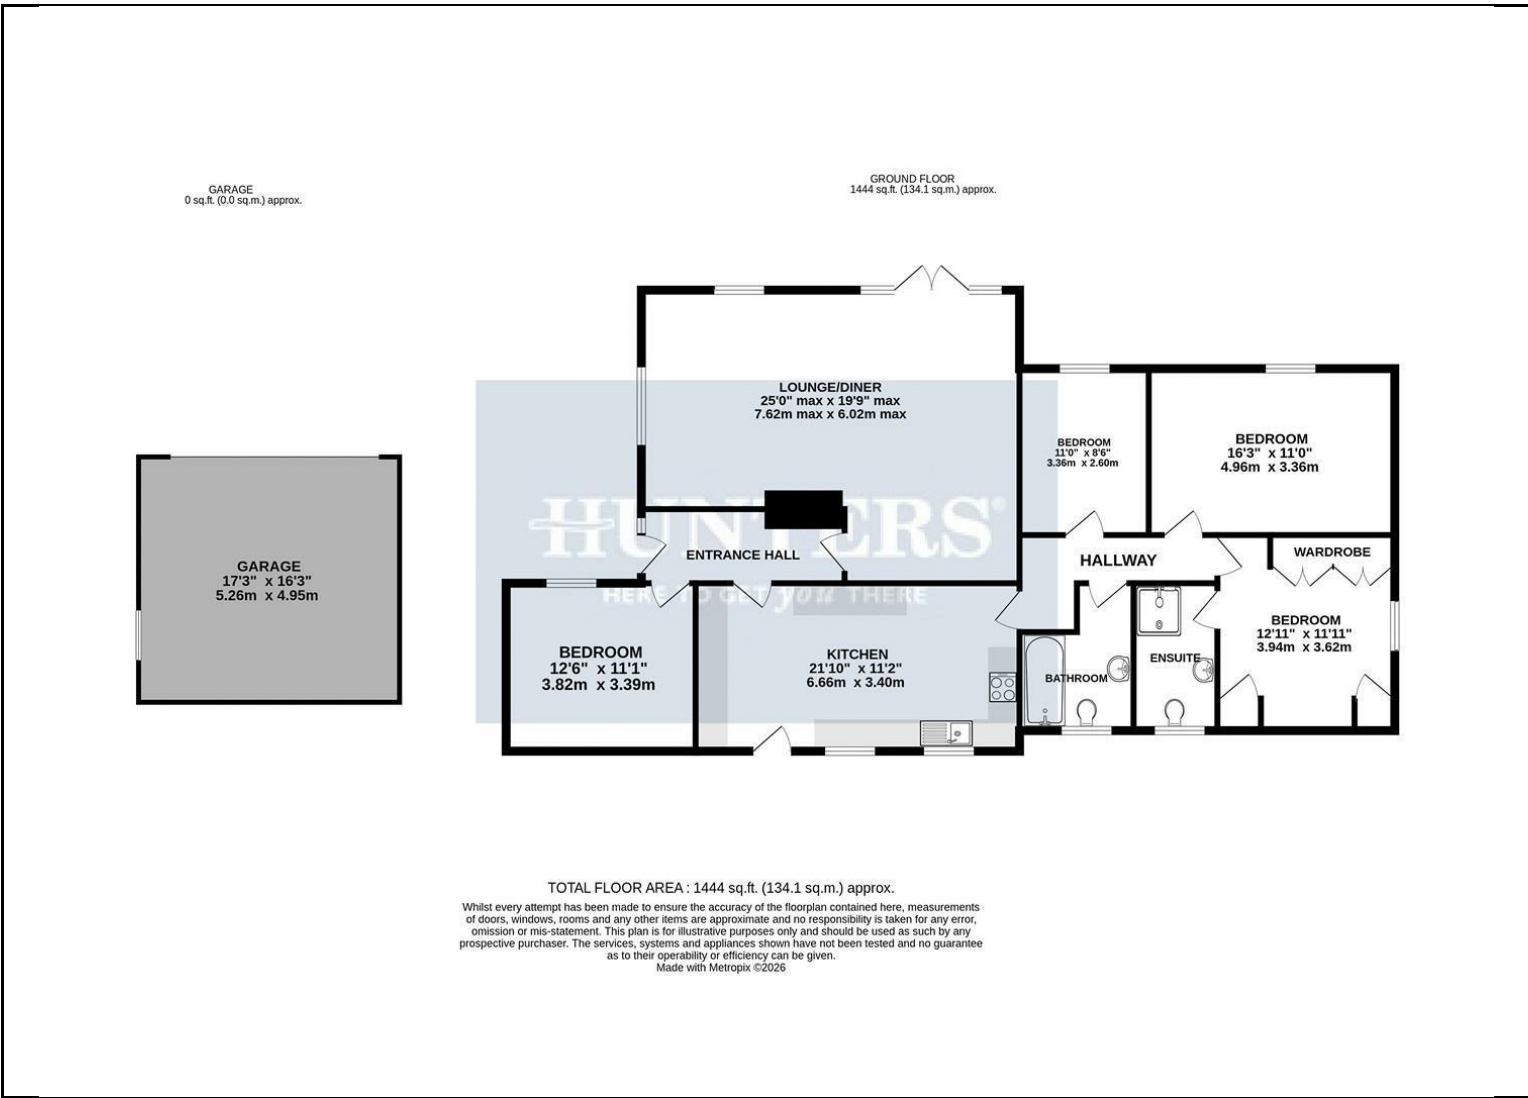 GARAGE
0 sq.ft. (0.0 sq.m.) approx.
GROUND FLOOR
1444 sq.ft. (134.1 sq.m.) approx.
LOUNGE/DINER
25'0" max x 19'9" max
7.62m max x 6.02m max
BEDROOM
11'0" x 8'6"
3.36m x 2.60m
BEDROOM
16'3" x 11'0"
4.96m x 3.36m
HUNTERS®
HERE TO GET you THERE
ENTRANCE HALL
HALLWAY
WARDROBE
GARAGE
17'3" x 16'3"
5.26m x 4.95m
BEDROOM
12'6" x 11'1"
3.82m x 3.39m
KITCHEN
21'10" x 11'2"
6.66m x 3.40m
BATHROOM
ENSUITE
BEDROOM
12'11" x 11'11"
3.94m x 3.62m
TOTAL FLOOR AREA : 1444 sq.ft. (134.1 sq.m.) approx.
Whilst every attempt has been made to ensure the accuracy of the floorplan contained here, measurements
of doors, windows, rooms and any other items are approximate and no responsibility is taken for any error,
omission or mis-statement. This plan is for illustrative purposes only and should be used as such by any
prospective purchaser. The services, systems and appliances shown have not been tested and no guarantee
as to their operability or efficiency can be given.
Made with Metropix ©2026